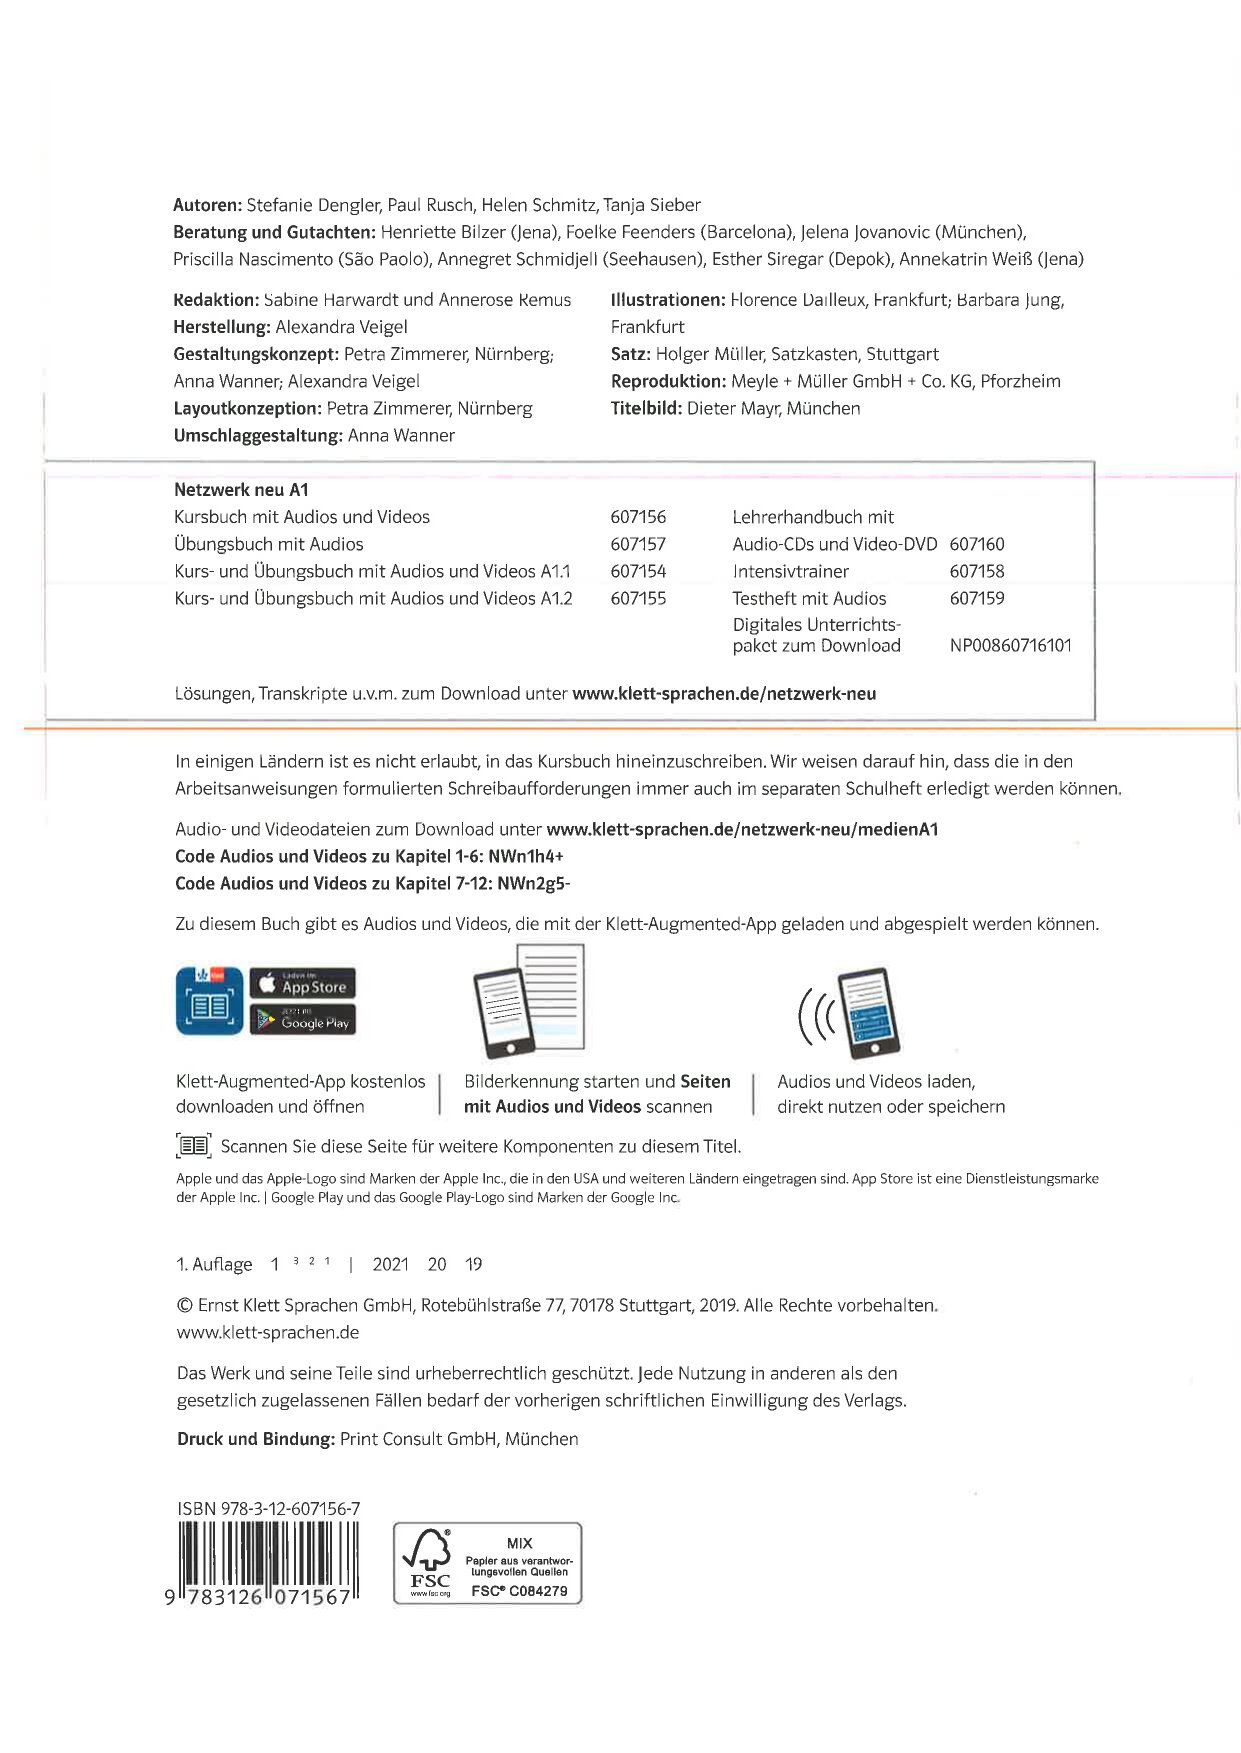 Autoren: Stefanie Dengler, Paul Rusch, Helen Schmitz, Tanja Sieber
Beratung und Gutachten: Henriette Bilzer (Jena), Foelke Feenders (Barcelona), Jelena Jovanovic (München),
Priscilla Nascimento (São Paolo), Annegret Schmidjell (Seehausen), Esther Siregar (Depok), Annekatrin Weiß (Jena)
Redaktion: Sabine Harwardt und Annerose Remus
Herstellung: Alexandra Veigel
Gestaltungskonzept: Petra Zimmerer, Nürnberg;
Anna Wanner; Alexandra Veigel
Layoutkonzeption: Petra Zimmerer, Nürnberg
Umschlaggestaltung: Anna Wanner
Illustrationen: Florence Dailleux, Frankfurt; Barbara Jung,
Frankfurt
Satz: Holger Müller, Satzkasten, Stuttgart
Reproduktion: Meyle + Müller GmbH + Co. KG, Pforzheim
Titelbild: Dieter Mayr, München
Netzwerk neu A1
Kursbuch mit Audios und Videos 607156
Übungsbuch mit Audios 607157
Kurs- und Übungsbuch mit Audios und Videos A1.1 607154
Kurs- und Übungsbuch mit Audios und Videos A1.2 607155
Lehrerhandbuch mit
Audio-CDs und Video-DVD 607160
Intensivtrainer 607158
Testheft mit Audios 607159
Digitales Unterrichts-
paket zum Download NP00860716101
Lösungen, Transkripte u.v.m. zum Download unter www.klett-sprachen.de/netzwerk-neu
In einigen Ländern ist es nicht erlaubt, in das Kursbuch hineinzuschreiben. Wir weisen darauf hin, dass die in den
Arbeitsanweisungen formulierten Schreibaufforderungen immer auch im separaten Schulheft erledigt werden können.
Audio- und Videodateien zum Download unter www.klett-sprachen.de/netzwerk-neu/medienA1
Code Audios und Videos zu Kapitel 1-6: NWn1h4+
Code Audios und Videos zu Kapitel 7-12: NWn2g5-
Zu diesem Buch gibt es Audios und Videos, die mit der Klett-Augmented-App geladen und abgespielt werden können.
Laden im
App Store
JETZT BEI
Google Play
Klett-Augmented-App kostenlos
downloaden und öffnen
Bilderkennung starten und Seiten
mit Audios und Videos scannen
Audios und Videos laden,
direkt nutzen oder speichern
Scannen Sie diese Seite für weitere Komponenten zu diesem Titel.
Apple und das Apple-Logo sind Marken der Apple Inc., die in den USA und weiteren Ländern eingetragen sind. App Store ist eine Dienstleistungsmarke
der Apple Inc. | Google Play und das Google Play-Logo sind Marken der Google Inc.
1. Auflage 1 ³ ² ¹ | 2021 20 19
© Ernst Klett Sprachen GmbH, Rotebühlstraße 77, 70178 Stuttgart, 2019. Alle Rechte vorbehalten.
www.klett-sprachen.de
Das Werk und seine Teile sind urheberrechtlich geschützt. Jede Nutzung in anderen als den
gesetzlich zugelassenen Fällen bedarf der vorherigen schriftlichen Einwilligung des Verlags.
Druck und Bindung: Print Consult GmbH, München
ISBN 978-3-12-607156-7
9 783126 071567
FSC
www.fsc.org
MIX
Papier aus verantwor-
tungsvollen Quellen
FSC® C084279